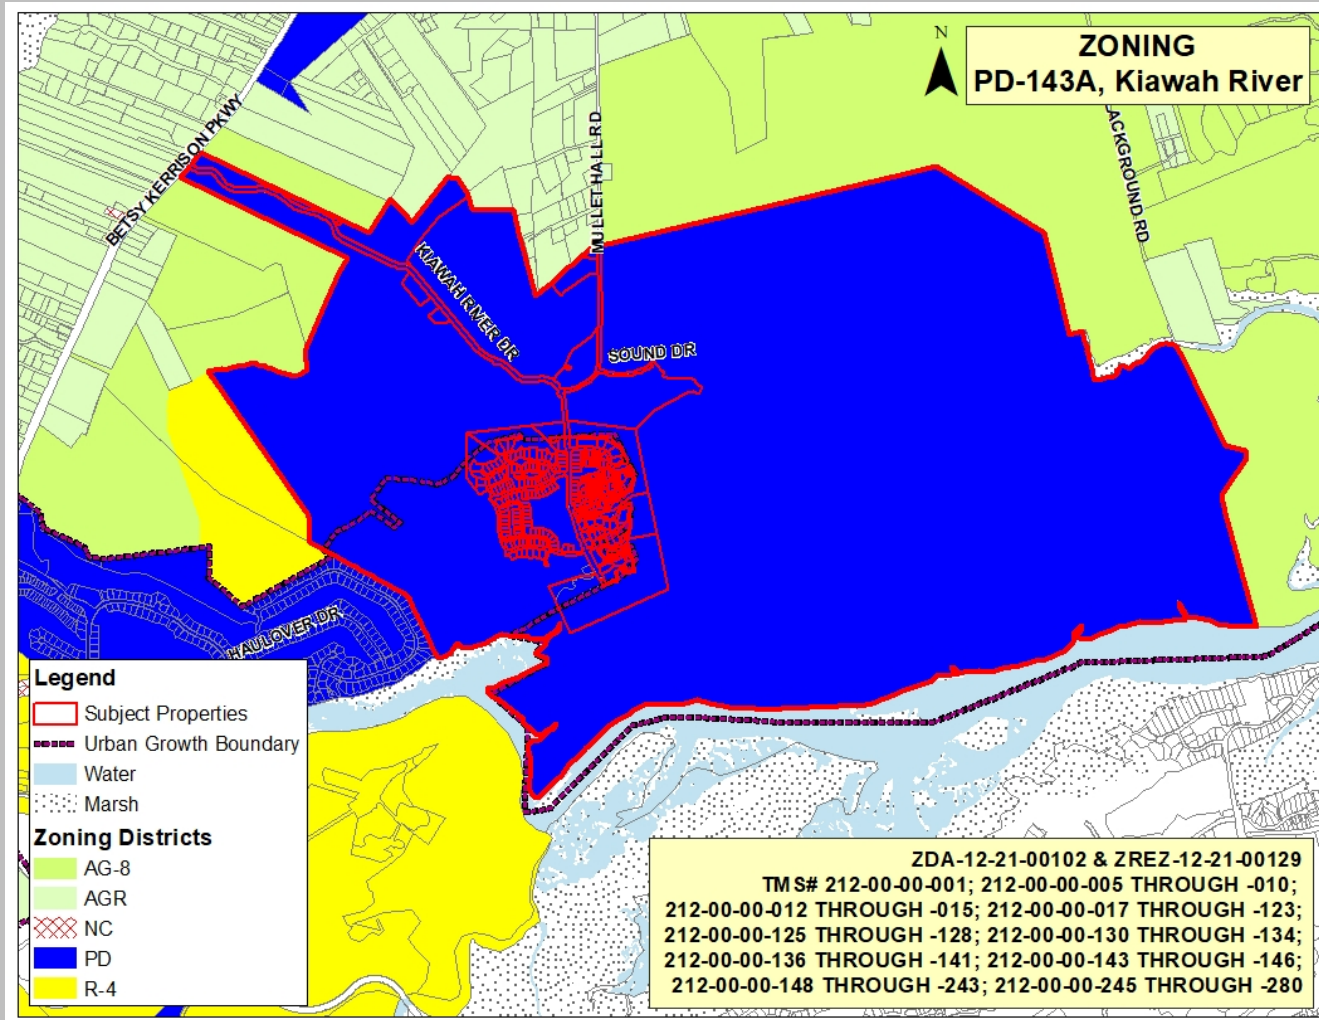 N
ZONING
PD-143A, Kiawah River
BETSY KERRISON PKWY
MULLET HALL RD
ACKGROUND RD
KIAWAH RIVER DR
SOUND DR
HAULOVER DR
Legend
Subject Properties
Urban Growth Boundary
Water
Marsh
Zoning Districts
AG-8
AGR
NC
PD
R-4
ZDA-12-21-00102 & ZREZ-12-21-00129
TMS# 212-00-00-001; 212-00-00-005 THROUGH -010;
212-00-00-012 THROUGH -015; 212-00-00-017 THROUGH -123;
212-00-00-125 THROUGH -128; 212-00-00-130 THROUGH -134;
212-00-00-136 THROUGH -141; 212-00-00-143 THROUGH -146;
212-00-00-148 THROUGH -243; 212-00-00-245 THROUGH -280